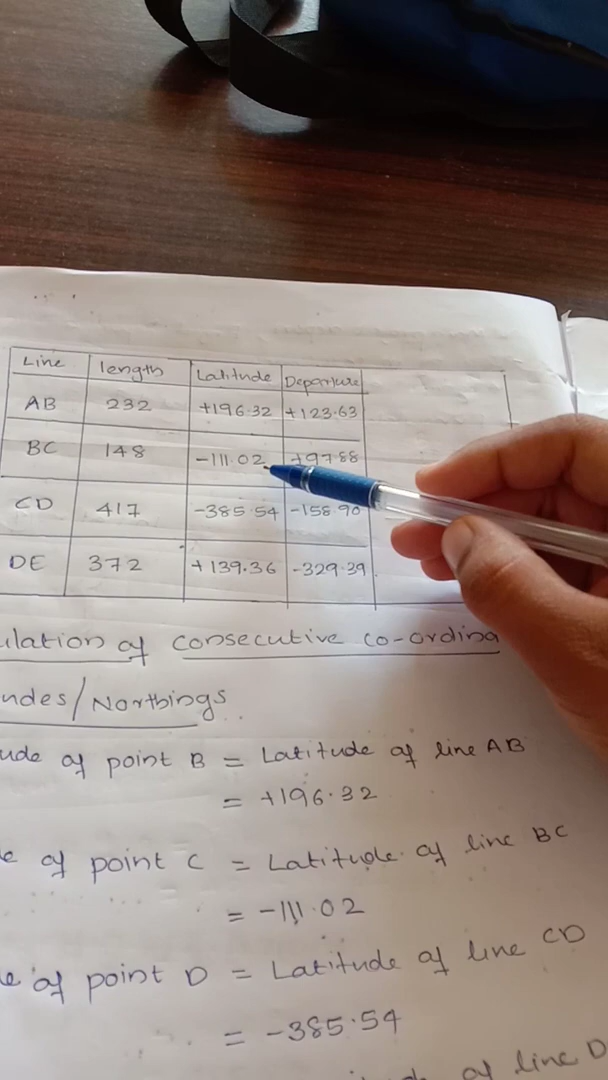 Line length Latitude Departure
AB 232 +196.32 +123.63
BC 148 -111.02 +97.88
CD 417 -385.54 -158.90
DE 372 +139.36 -329.39
ulation of consecutive co-ordina
udes/Northings
ude of point B = Latitude of line AB
= +196.32
e of point C = Latitude of line BC
= -111.02
e of point D = Latitude of line CD
= -385.54
of line D